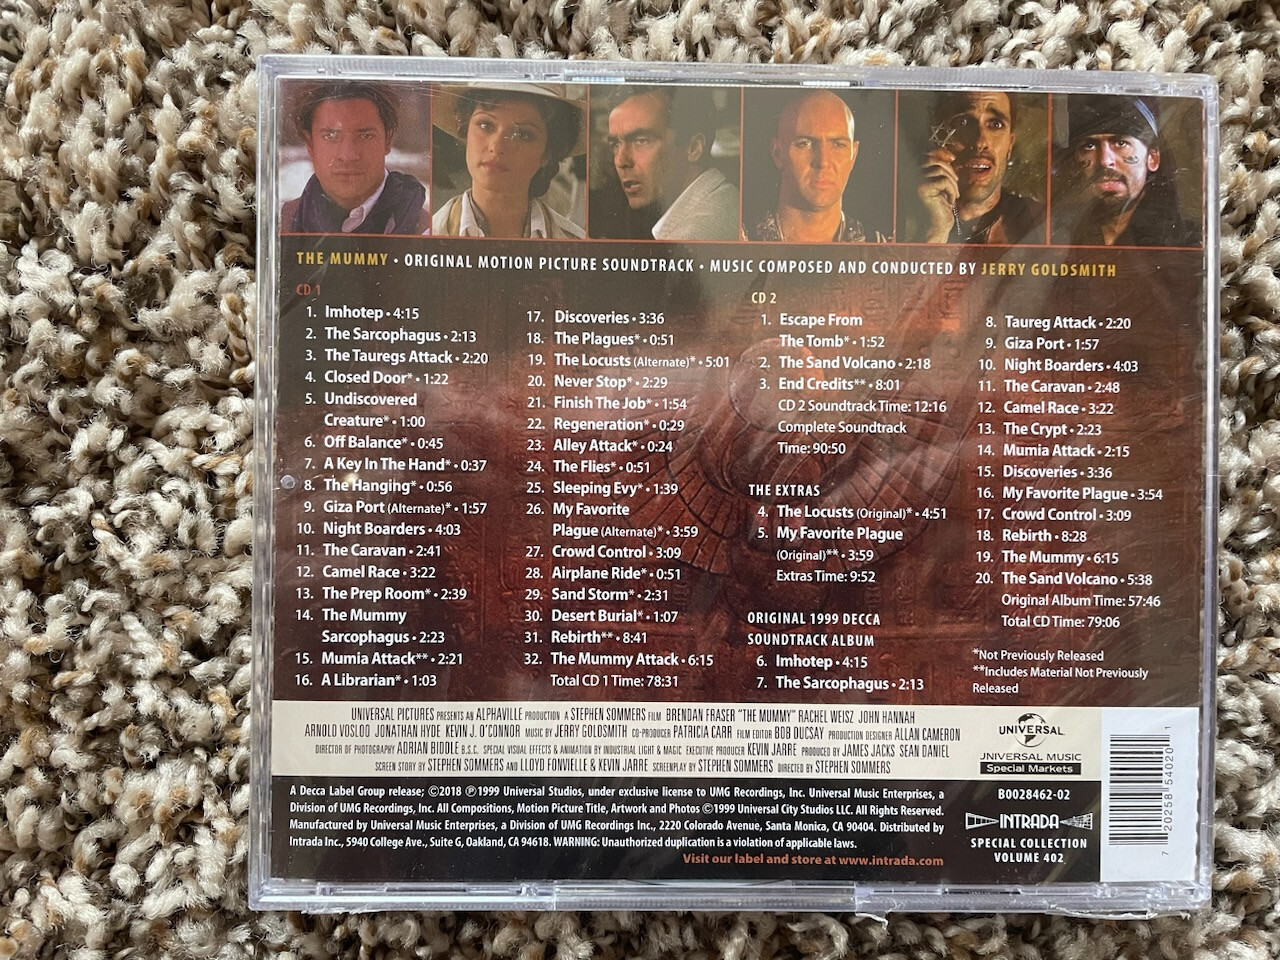 THE MUMMY • ORIGINAL MOTION PICTURE SOUNDTRACK • MUSIC COMPOSED AND CONDUCTED BY JERRY GOLDSMITH
CD 1
1. Imhotep • 4:15
2. The Sarcophagus • 2:13
3. The Tauregs Attack • 2:20
4. Closed Door* • 1:22
5. Undiscovered
Creature* • 1:00
6. Off Balance* • 0:45
7. A Key In The Hand* • 0:37
8. The Hanging* • 0:56
9. Giza Port (Alternate)* • 1:57
10. Night Boarders • 4:03
11. The Caravan • 2:41
12. Camel Race • 3:22
13. The Prep Room* • 2:39
14. The Mummy
Sarcophagus • 2:23
15. Mumia Attack** • 2:21
16. A Librarian* • 1:03
17. Discoveries • 3:36
18. The Plagues* • 0:51
19. The Locusts (Alternate)* • 5:01
20. Never Stop* • 2:29
21. Finish The Job* • 1:54
22. Regeneration* • 0:29
23. Alley Attack* • 0:24
24. The Flies* • 0:51
25. Sleeping Evy* • 1:39
26. My Favorite
Plague (Alternate)* • 3:59
27. Crowd Control • 3:09
28. Airplane Ride* • 0:51
29. Sand Storm* • 2:31
30. Desert Burial* • 1:07
31. Rebirth** • 8:41
32. The Mummy Attack • 6:15
Total CD 1 Time: 78:31
CD 2
1. Escape From
The Tomb* • 1:52
2. The Sand Volcano • 2:18
3. End Credits** • 8:01
CD 2 Soundtrack Time: 12:16
Complete Soundtrack
Time: 90:50
THE EXTRAS
4. The Locusts (Original)* • 4:51
5. My Favorite Plague
(Original)** • 3:59
Extras Time: 9:52
ORIGINAL 1999 DECCA
SOUNDTRACK ALBUM
6. Imhotep • 4:15
7. The Sarcophagus • 2:13
8. Taureg Attack • 2:20
9. Giza Port • 1:57
10. Night Boarders • 4:03
11. The Caravan • 2:48
12. Camel Race • 3:22
13. The Crypt • 2:23
14. Mumia Attack • 2:15
15. Discoveries • 3:36
16. My Favorite Plague • 3:54
17. Crowd Control • 3:09
18. Rebirth • 8:28
19. The Mummy • 6:15
20. The Sand Volcano • 5:38
Original Album Time: 57:46
Total CD Time: 79:06
*Not Previously Released
**Includes Material Not Previously
Released
UNIVERSAL PICTURES PRESENTS AN ALPHAVILLE PRODUCTION A STEPHEN SOMMERS FILM BRENDAN FRASER "THE MUMMY" RACHEL WEISZ JOHN HANNAH
ARNOLD VOSLOO JONATHAN HYDE KEVIN J. O'CONNOR MUSIC BY JERRY GOLDSMITH CO-PRODUCER PATRICIA CARR FILM EDITOR BOB DUCSAY PRODUCTION DESIGNER ALLAN CAMERON
DIRECTOR OF PHOTOGRAPHY ADRIAN BIDDLE B.S.C. SPECIAL VISUAL EFFECTS & ANIMATION BY INDUSTRIAL LIGHT & MAGIC EXECUTIVE PRODUCER KEVIN JARRE PRODUCED BY JAMES JACKS SEAN DANIEL
SCREEN STORY BY STEPHEN SOMMERS AND LLOYD FONVIELLE & KEVIN JARRE SCREENPLAY BY STEPHEN SOMMERS DIRECTED BY STEPHEN SOMMERS
UNIVERSAL
UNIVERSAL MUSIC
Special Markets
A Decca Label Group release; ©2018 ℗1999 Universal Studios, under exclusive license to UMG Recordings, Inc. Universal Music Enterprises, a
Division of UMG Recordings, Inc. All Compositions, Motion Picture Title, Artwork and Photos ©1999 Universal City Studios LLC. All Rights Reserved.
Manufactured by Universal Music Enterprises, a Division of UMG Recordings Inc., 2220 Colorado Avenue, Santa Monica, CA 90404. Distributed by
Intrada Inc., 5940 College Ave., Suite G, Oakland, CA 94618. WARNING: Unauthorized duplication is a violation of applicable laws.
Visit our label and store at www.intrada.com
B0028462-02
INTRADA
SPECIAL COLLECTION
VOLUME 402
7 20258 54020 1